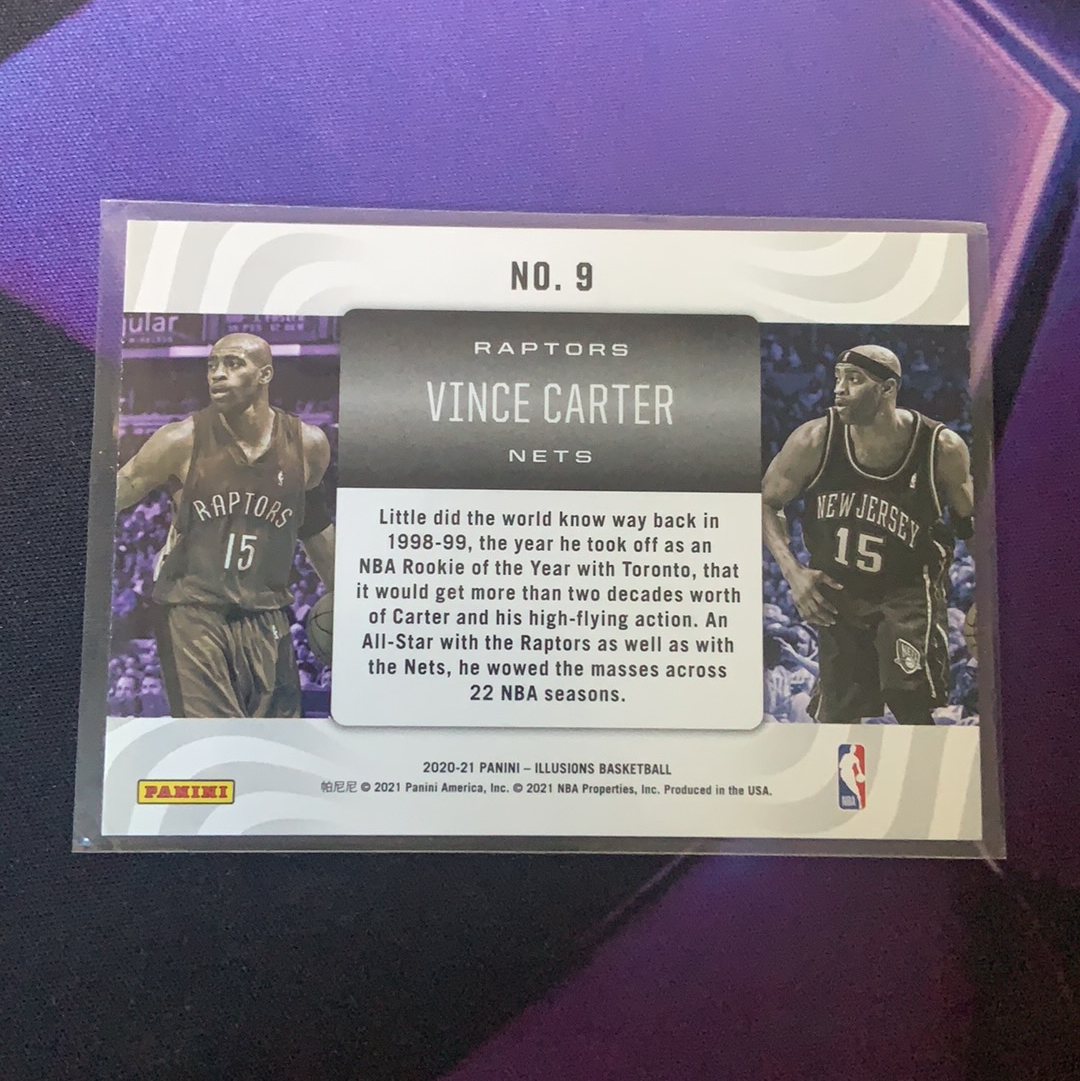 NO. 9
RAPTORS
VINCE CARTER
NETS
Little did the world know way back in
1998-99, the year he took off as an
NBA Rookie of the Year with Toronto, that
it would get more than two decades worth
of Carter and his high-flying action. An
All-Star with the Raptors as well as with
the Nets, he wowed the masses across
22 NBA seasons.
ular
RAPTORS
15
NEW JERSEY
15
NETS
2020-21 PANINI – ILLUSIONS BASKETBALL
帕尼尼 © 2021 Panini America, Inc. © 2021 NBA Properties, Inc. Produced in the USA.
PANINI
NBA